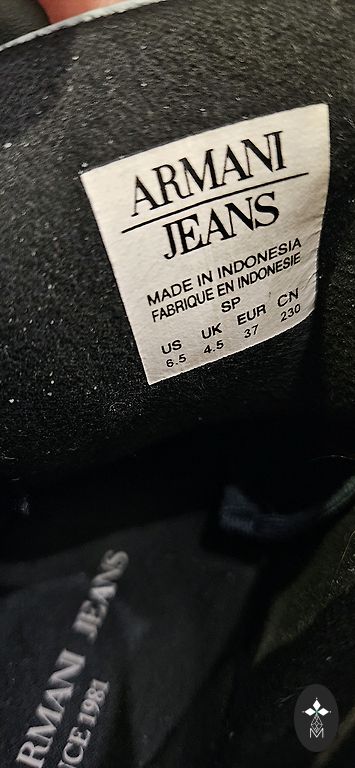 ARMANI
JEANS
MADE IN INDONESIA
FABRIQUE EN INDONESIE
SP
US UK EUR CN
6.5 4.5 37 230
RMANI JEANS
NCE 1981
M